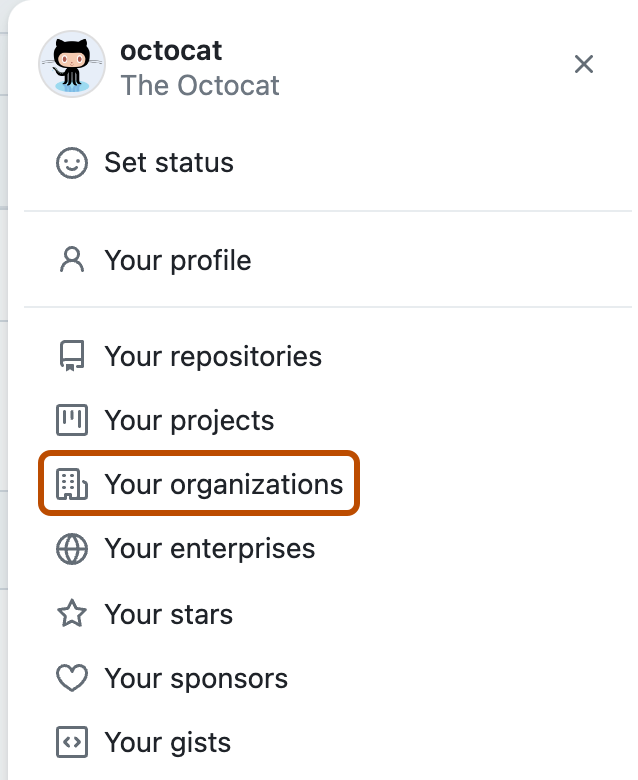 octocat
The Octocat
Set status
Your profile
Your repositories
Your projects
Your organizations
Your enterprises
Your stars
Your sponsors
Your gists